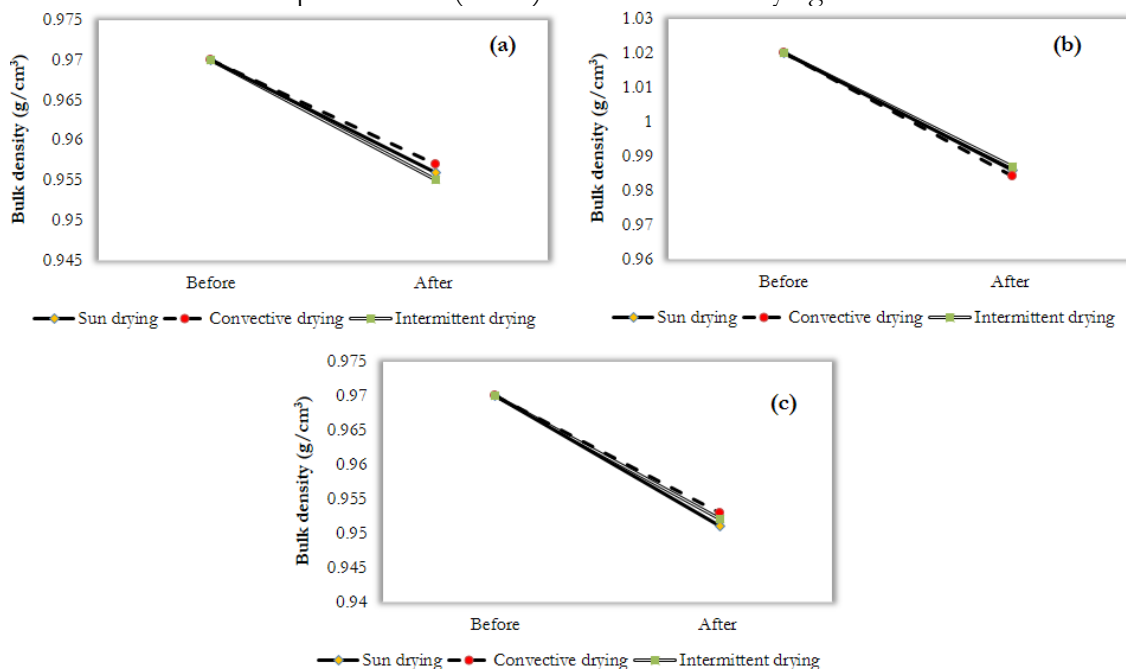 0.975
0.97
0.965
0.96
0.955
0.95
0.945
Bulk density (g/cm³)
(a)
Before After
Sun drying Convective drying Intermittent drying
1.03
1.02
1.01
1
0.99
0.98
0.97
0.96
Bulk density (g/cm³)
(b)
Before After
Sun drying Convective drying Intermittent drying
0.975
0.97
0.965
0.96
0.955
0.95
0.945
0.94
Bulk density (g/cm³)
(c)
Before After
Sun drying Convective drying Intermittent drying